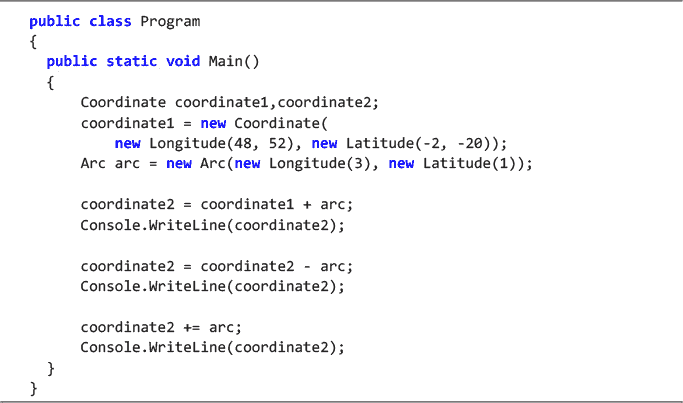 public class Program
{
  public static void Main()
  {
      Coordinate coordinate1,coordinate2;
      coordinate1 = new Coordinate(
          new Longitude(48, 52), new Latitude(-2, -20));
      Arc arc = new Arc(new Longitude(3), new Latitude(1));

      coordinate2 = coordinate1 + arc;
      Console.WriteLine(coordinate2);

      coordinate2 = coordinate2 - arc;
      Console.WriteLine(coordinate2);

      coordinate2 += arc;
      Console.WriteLine(coordinate2);
  }
}